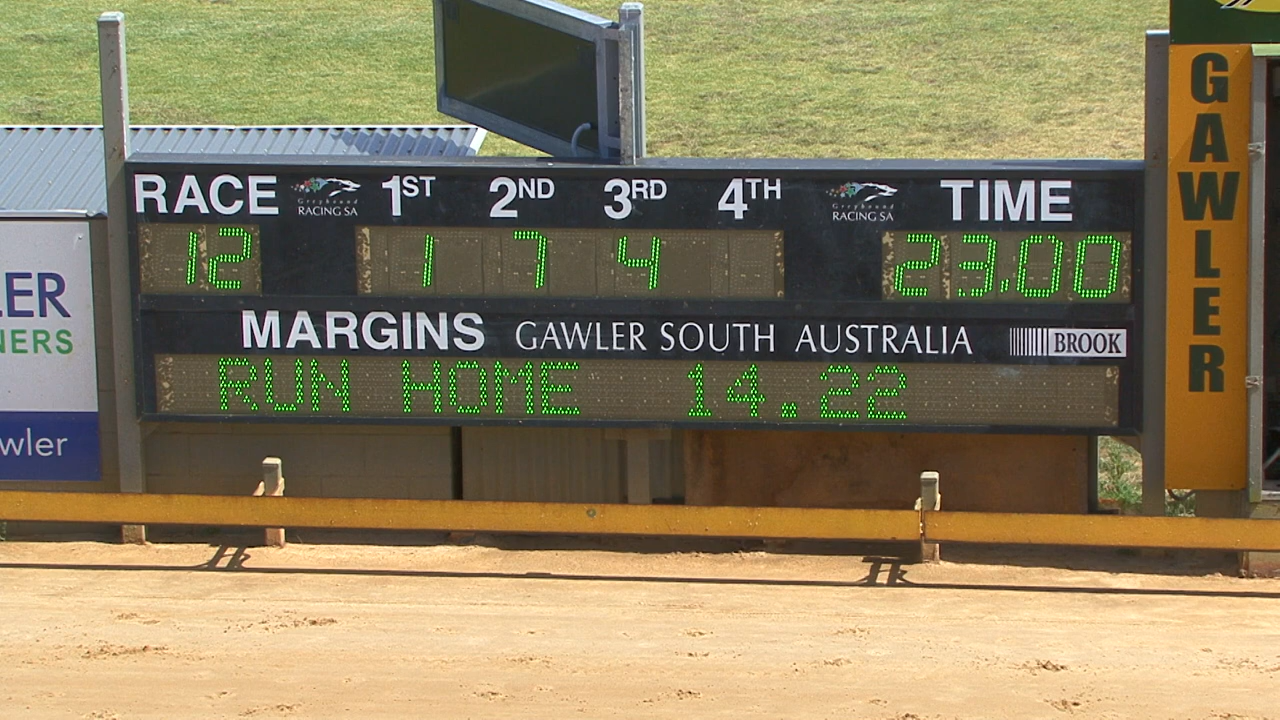 RACE Greyhound RACING SA 1ST 2ND 3RD 4TH Greyhound RACING SA TIME
12 1 7 4 23.00
MARGINS GAWLER SOUTH AUSTRALIA BROOK
RUN HOME 14.22
GAWLER
LER
NERS
wler